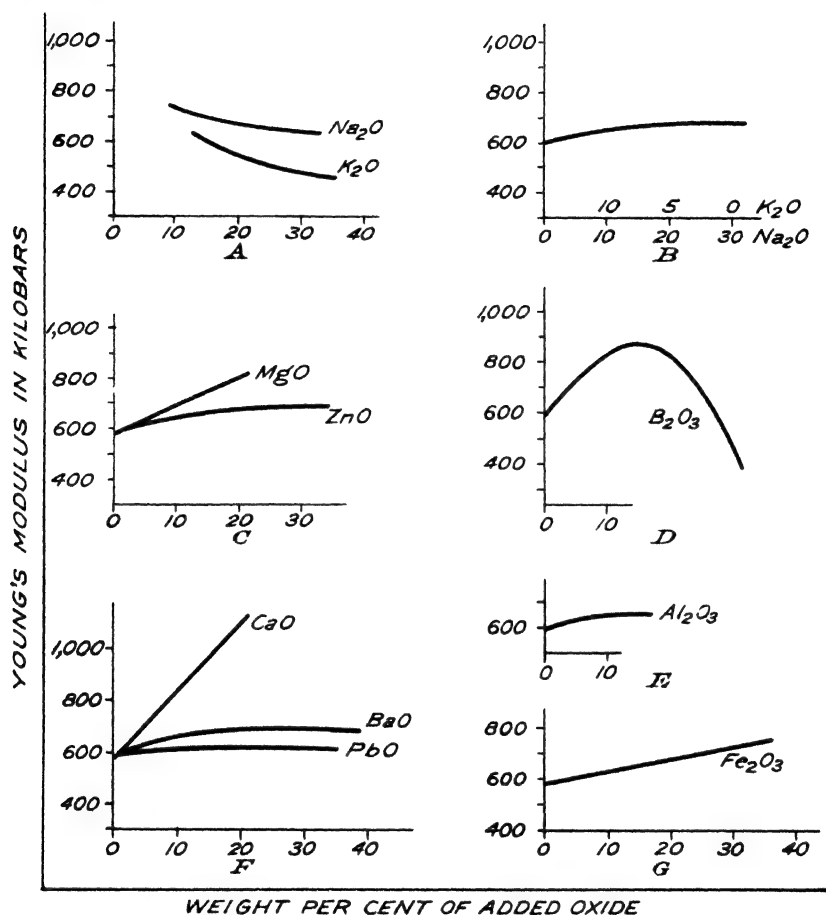 YOUNG'S MODULUS IN KILOBARS
1,000
800
600
400
Na₂O
K₂O
0 10 20 30 40
A
1,000
800
600
400
10 5 0 K₂O
0 10 20 30 Na₂O
B
1,000
800
600
400
MgO
ZnO
0 10 20 30
C
1,000
800
600
400
B₂O₃
0 10
D
600
Al₂O₃
0 10
E
1,000
800
600
400
CaO
BaO
PbO
0 10 20 30 40
F
800
600
400
Fe₂O₃
0 10 20 30 40
G
WEIGHT PER CENT OF ADDED OXIDE